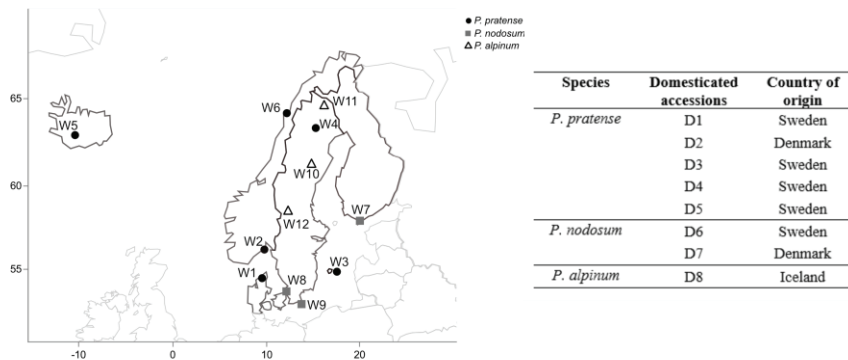 P. pratense
P. nodosum
P. alpinum
65
60
55
-10
0
10
20
W5
W6
W11
W4
W10
W7
W12
W2
W1
W3
W8
W9
Species Domesticated accessions Country of origin
P. pratense D1 Sweden
D2 Denmark
D3 Sweden
D4 Sweden
D5 Sweden
P. nodosum D6 Sweden
D7 Denmark
P. alpinum D8 Iceland